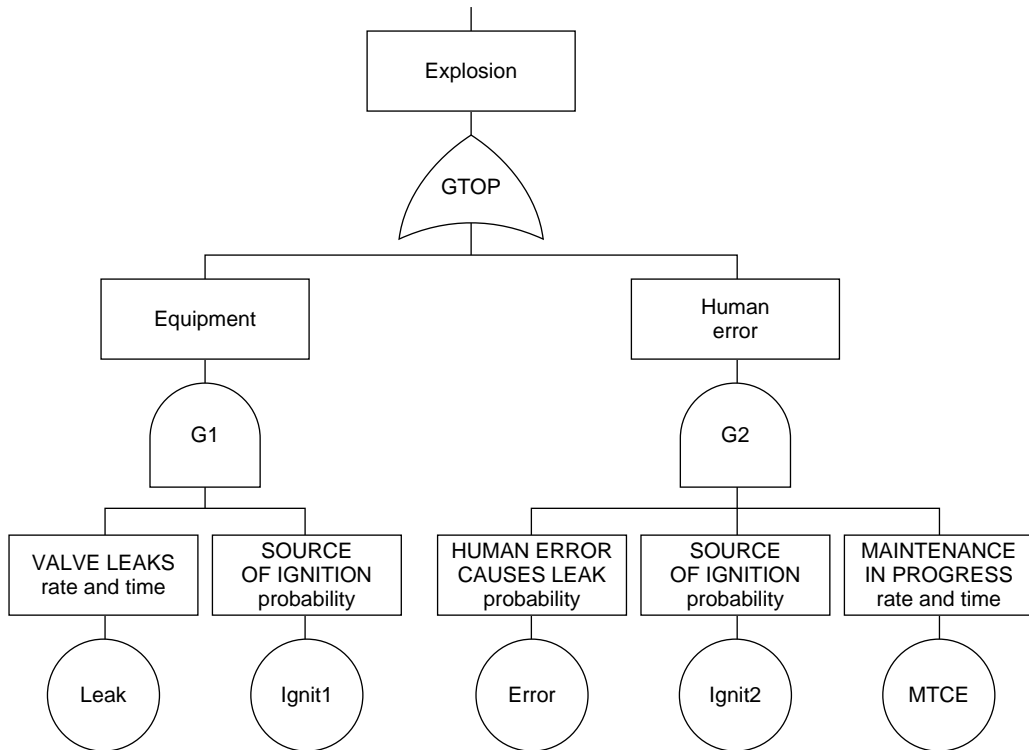 Explosion
GTOP
Equipment
Human
error
G1
G2
VALVE LEAKS
rate and time
SOURCE
OF IGNITION
probability
HUMAN ERROR
CAUSES LEAK
probability
SOURCE
OF IGNITION
probability
MAINTENANCE
IN PROGRESS
rate and time
Leak
Ignit1
Error
Ignit2
MTCE